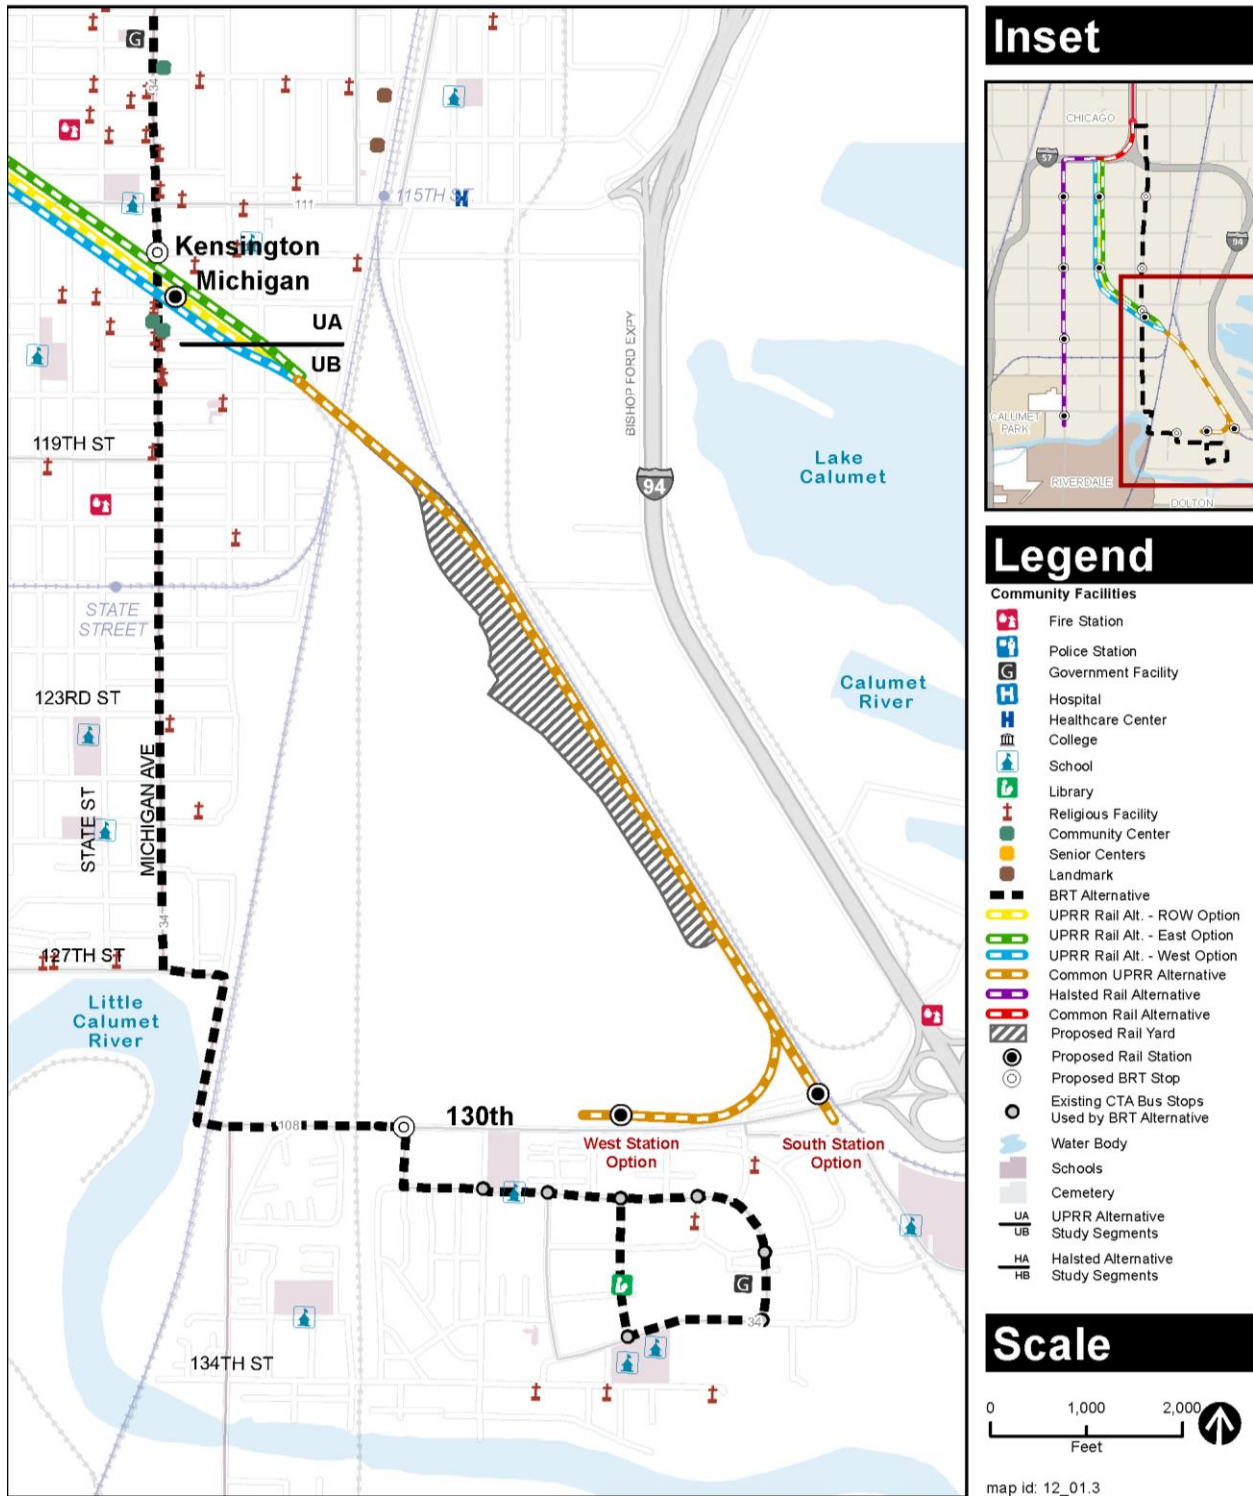 G
34
115TH ST.
H
111
Kensington
Michigan
UA
UB
BISHOP FORD EXPY
119TH ST
94
Lake
Calumet
STATE
STREET
Calumet
River
123RD ST
STATE ST
MICHIGAN AVE
34
127TH ST
Little
Calumet
River
108
130th
West Station
Option
South Station
Option
G
34
134TH ST
Inset
CHICAGO
57
94
CALUMET
PARK
RIVERDALE
DOLTON
Legend
Community Facilities
Fire Station
Police Station
G Government Facility
H Hospital
H Healthcare Center
College
School
Library
Religious Facility
Community Center
Senior Centers
Landmark
BRT Alternative
UPRR Rail Alt. - ROW Option
UPRR Rail Alt. - East Option
UPRR Rail Alt. - West Option
Common UPRR Alternative
Halsted Rail Alternative
Common Rail Alternative
Proposed Rail Yard
Proposed Rail Station
Proposed BRT Stop
Existing CTA Bus Stops
Used by BRT Alternative
Water Body
Schools
Cemetery
UA UPRR Alternative
UB Study Segments
HA Halsted Alternative
HB Study Segments
Scale
0 1,000 2,000
Feet
map id: 12_01.3